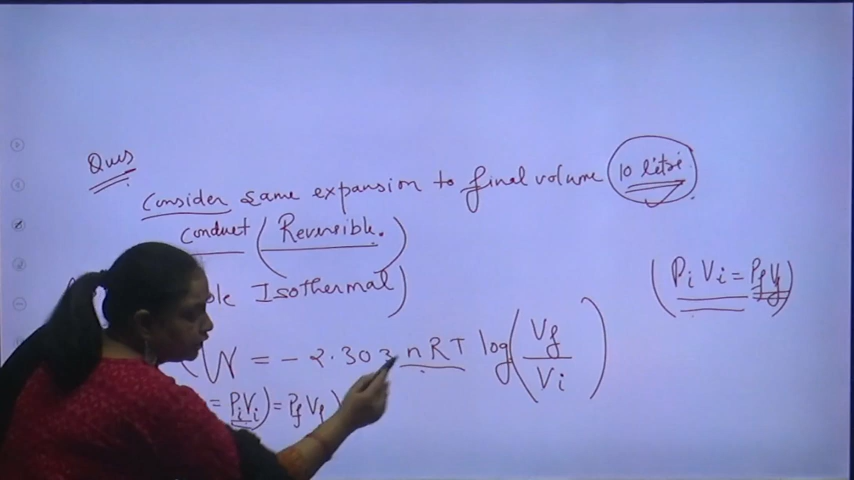 Ques
Consider same expansion to final volume 10 litre
conduct (Reversible.)
Isothermal)
(PiVi = PfVf)
W = - 2.303 nRT log(Vf/Vi)
= PiVi) = PfVf